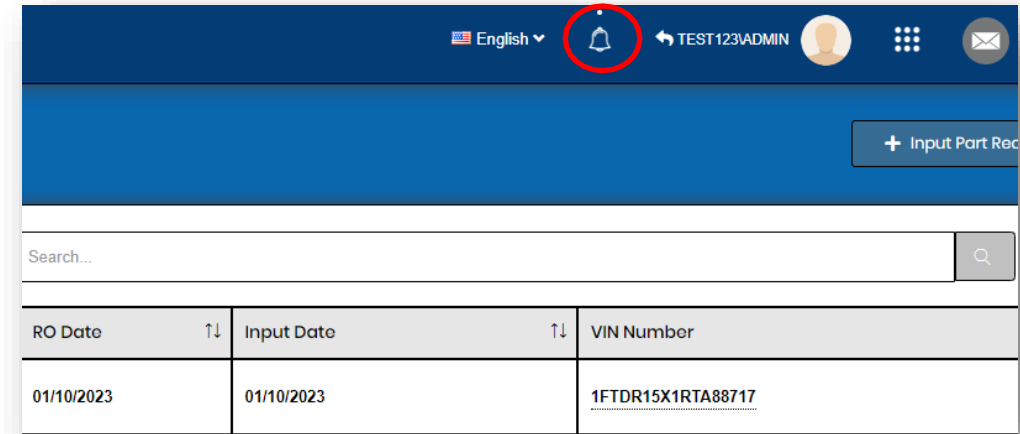 English TEST123\ADMIN
+ Input Part Rec
Search...
RO Date Input Date VIN Number
01/10/2023 01/10/2023 1FTDR15X1RTA88717